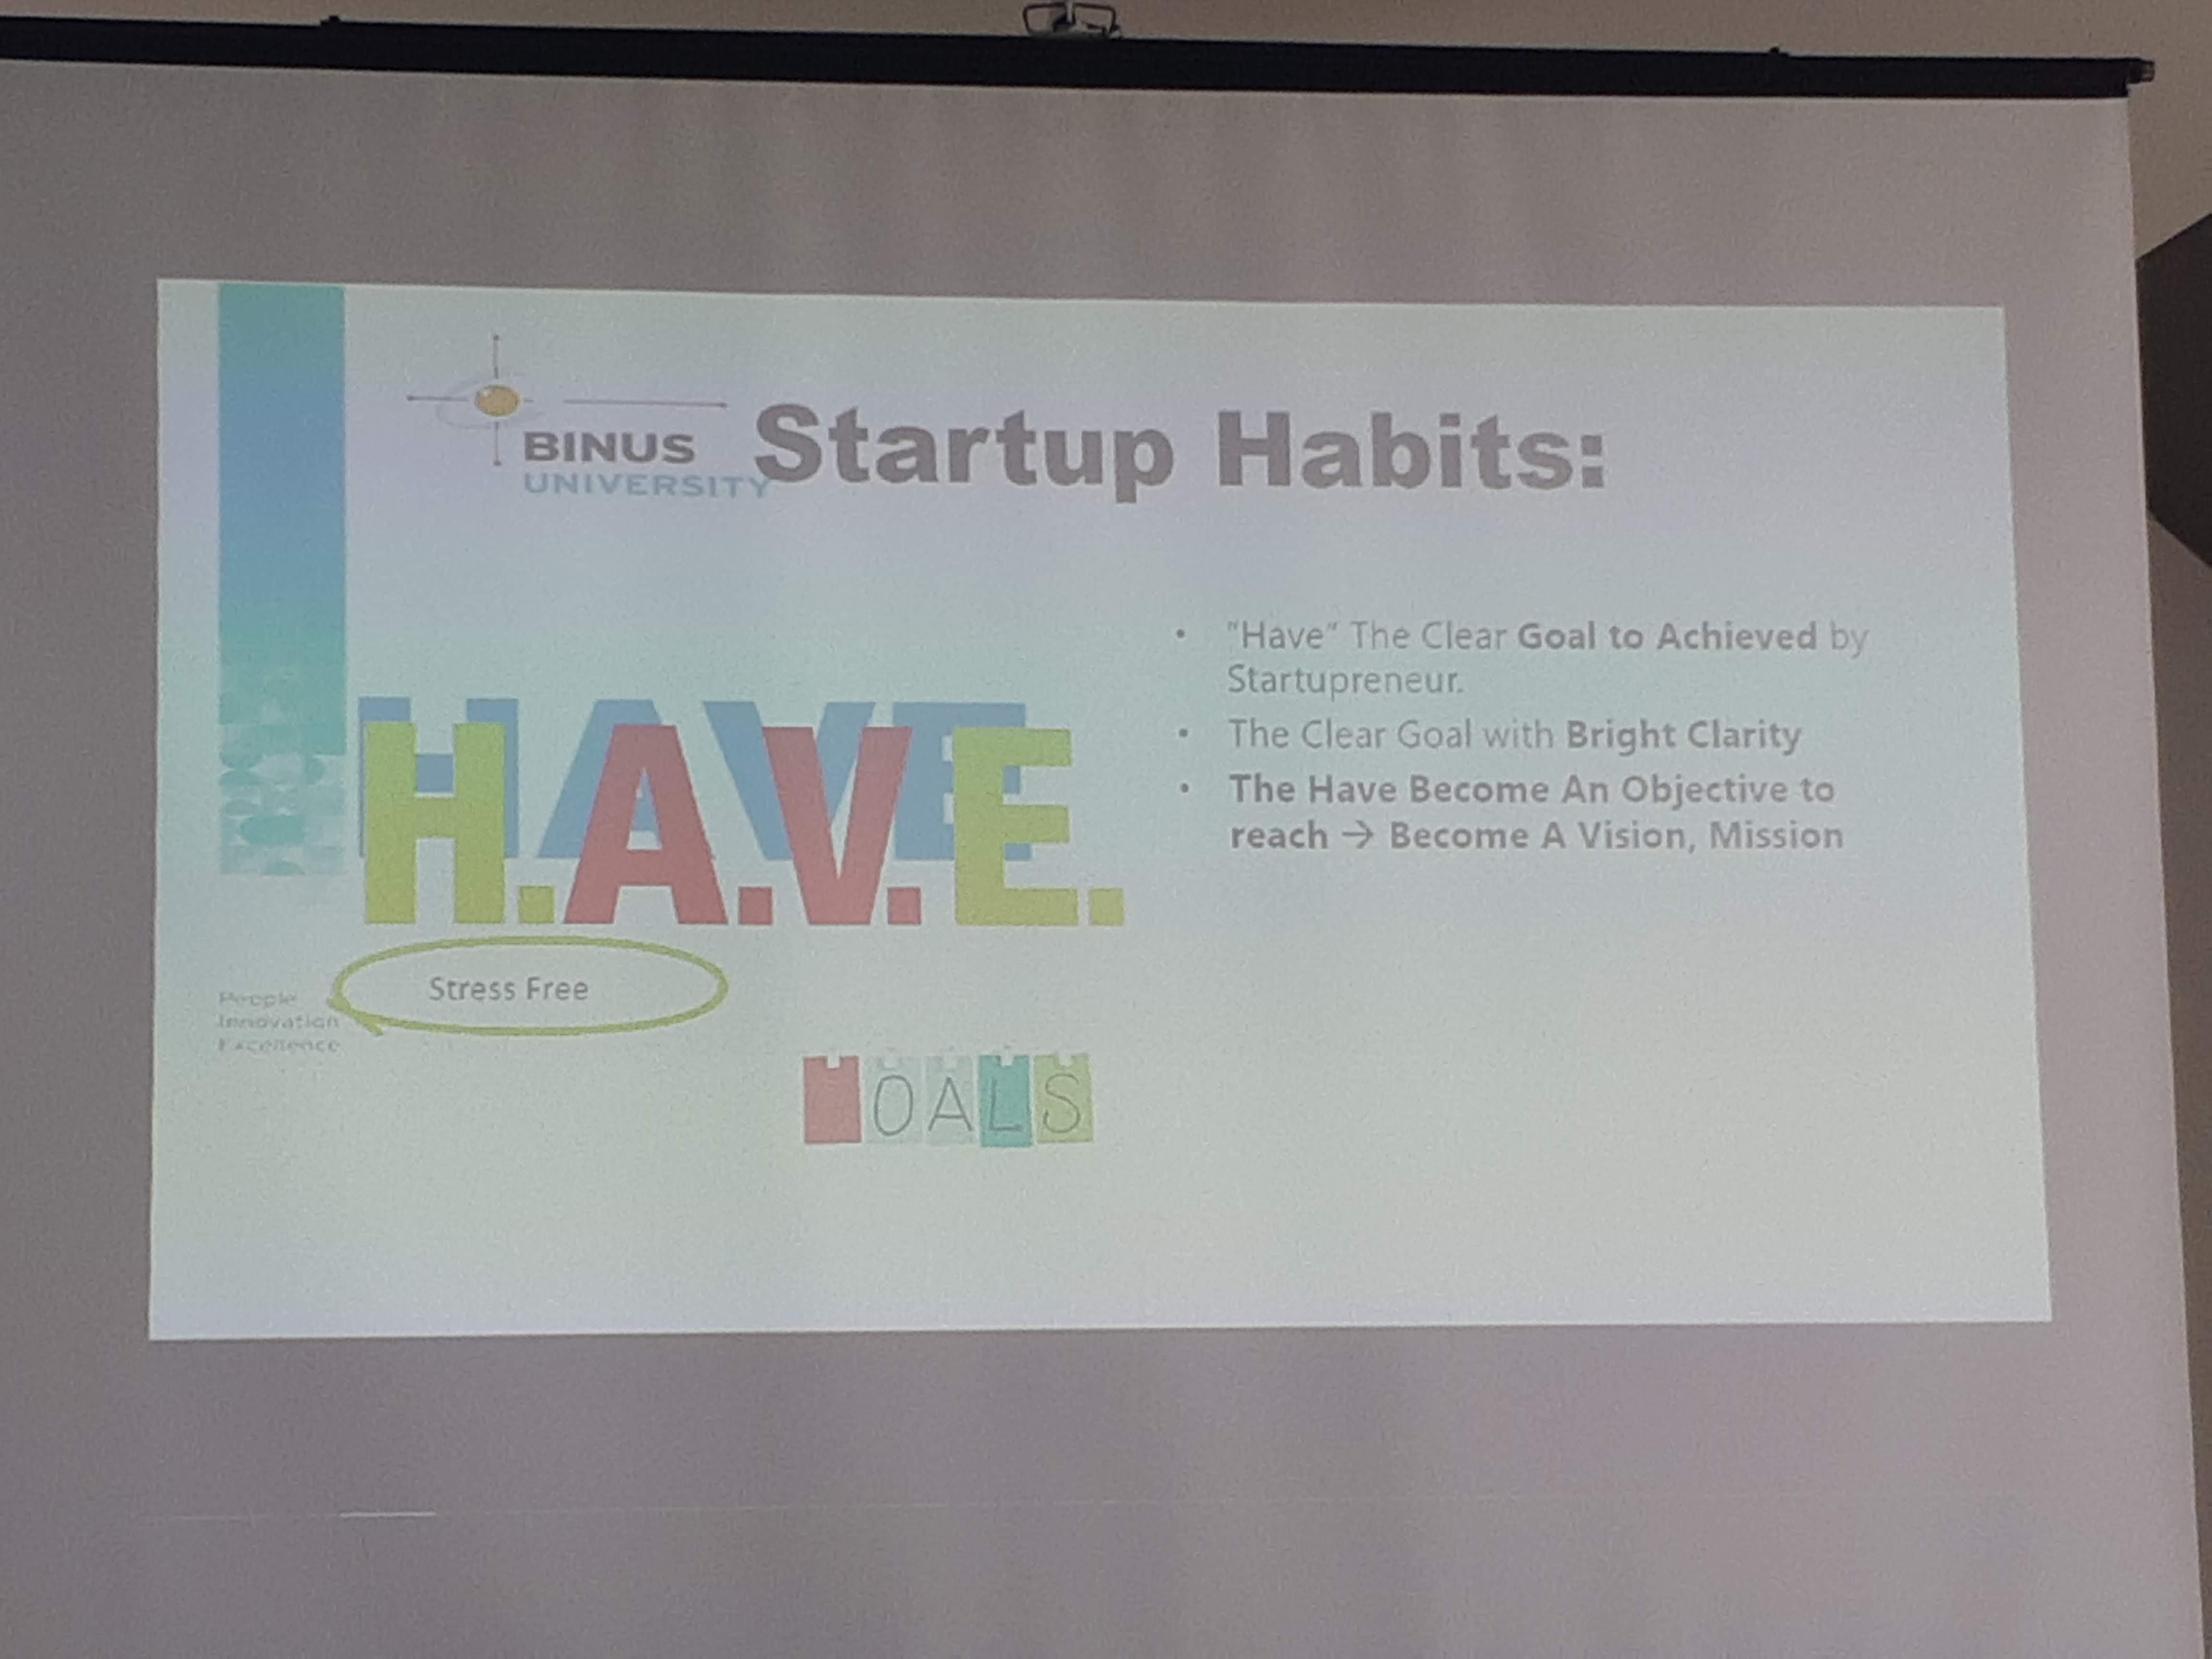 BINUS
UNIVERSITY
Startup Habits:
HAVE
H.A.V.E.
Stress Free
People
Innovation
Excellence
OALS
• "Have" The Clear Goal to Achieved by
Startupreneur.
• The Clear Goal with Bright Clarity
• The Have Become An Objective to
reach → Become A Vision, Mission